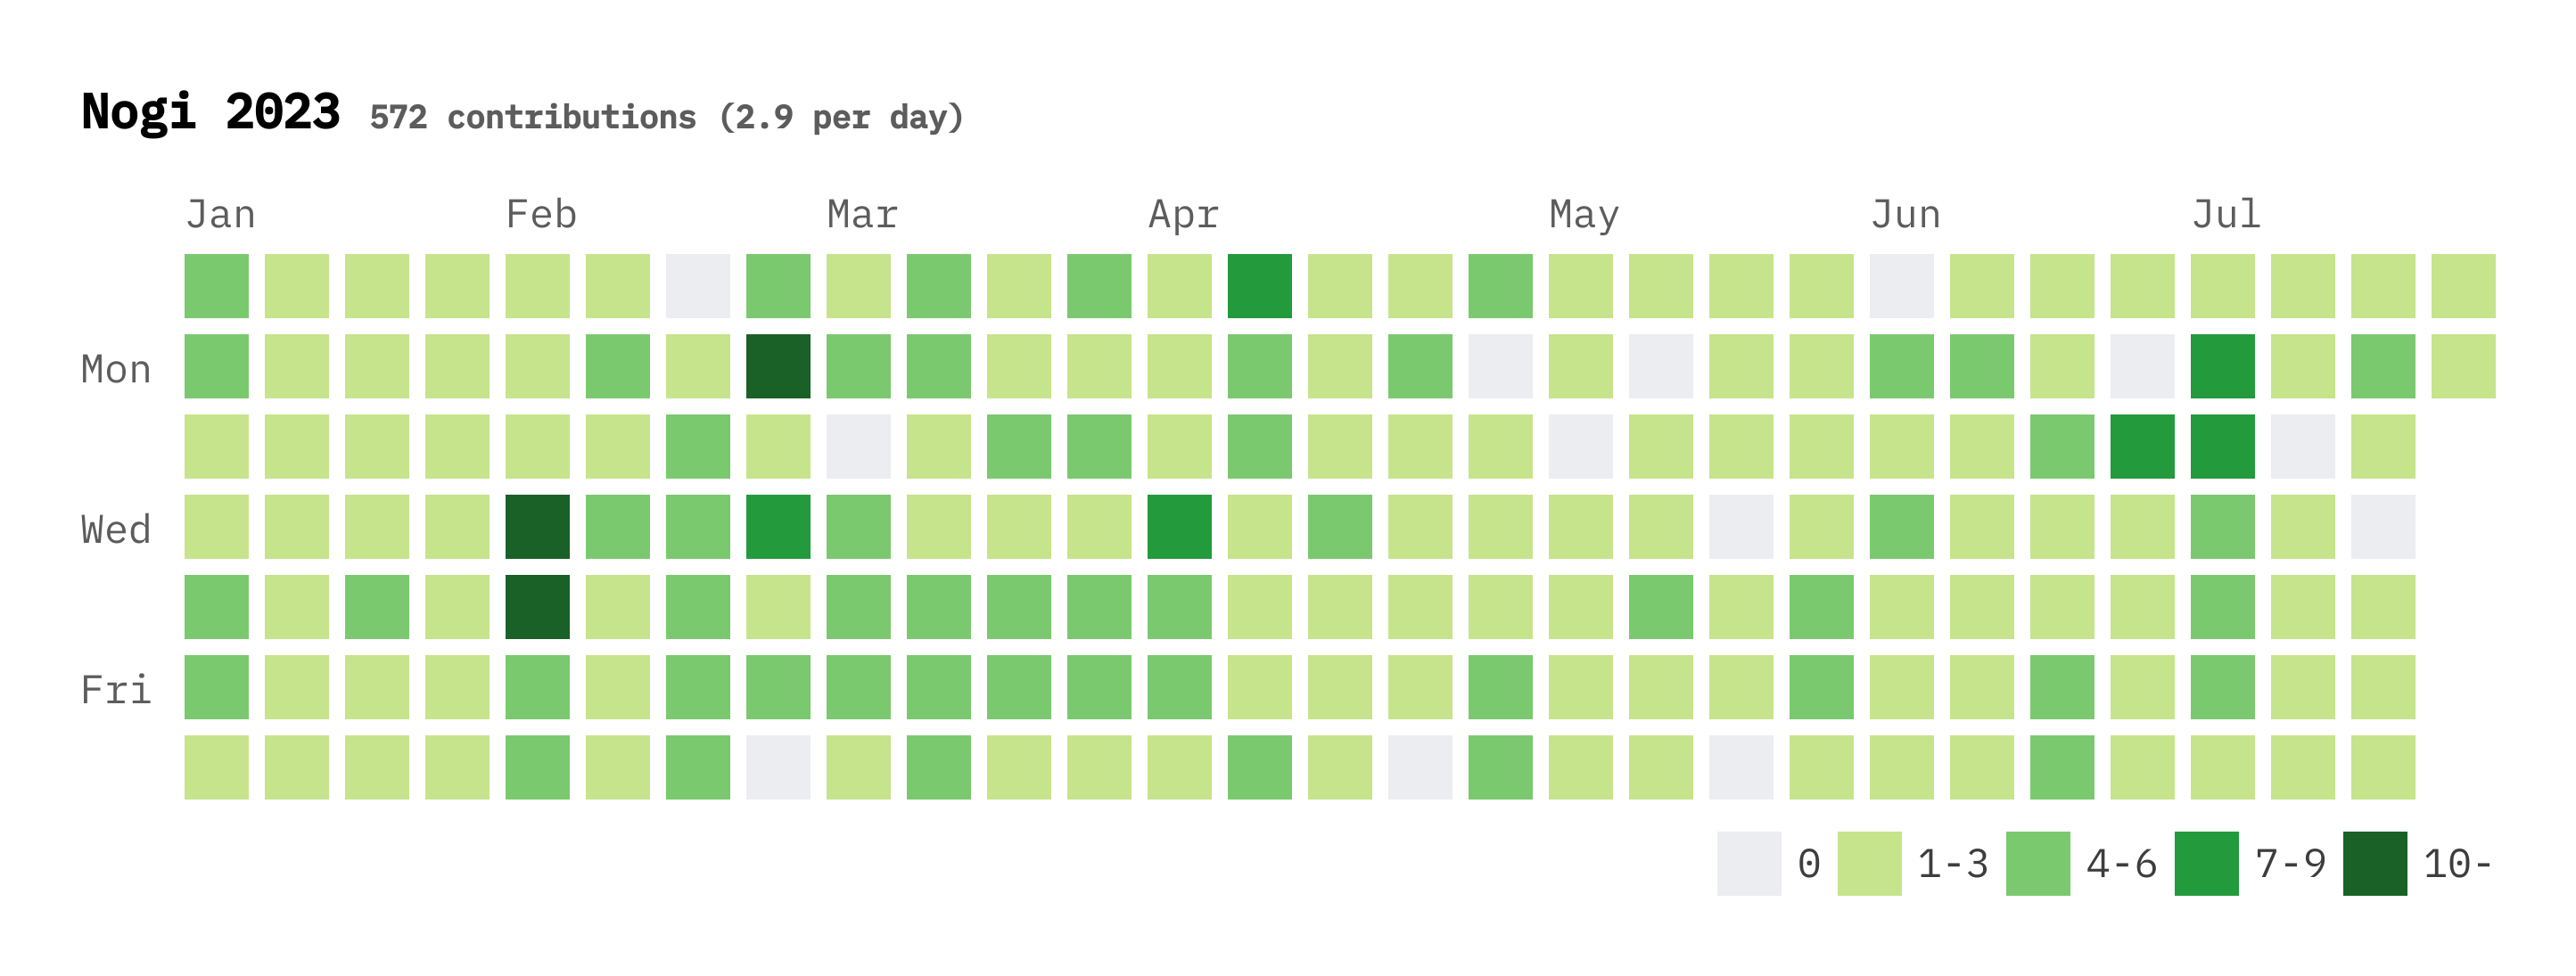 Nogi 2023 572 contributions (2.9 per day)
Jan Feb Mar Apr May Jun Jul
Mon
Wed
Fri
0 1-3 4-6 7-9 10-